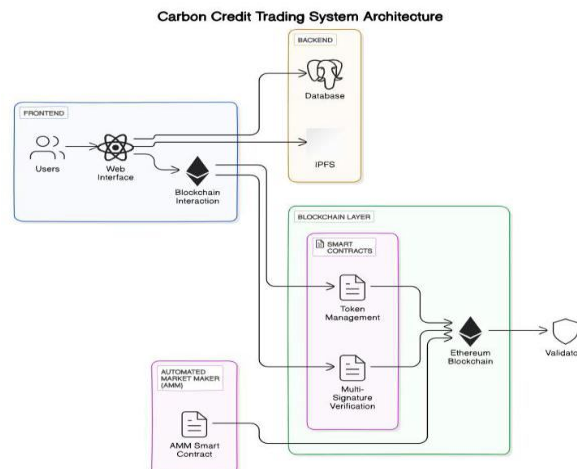 Carbon Credit Trading System Architecture
BACKEND
Database
IPFS
FRONTEND
Users
Web
Interface
Blockchain
Interaction
BLOCKCHAIN LAYER
SMART
CONTRACTS
Token
Management
Multi-
Signature
Verification
Ethereum
Blockchain
AUTOMATED
MARKET MAKER
(AMM)
AMM Smart
Contract